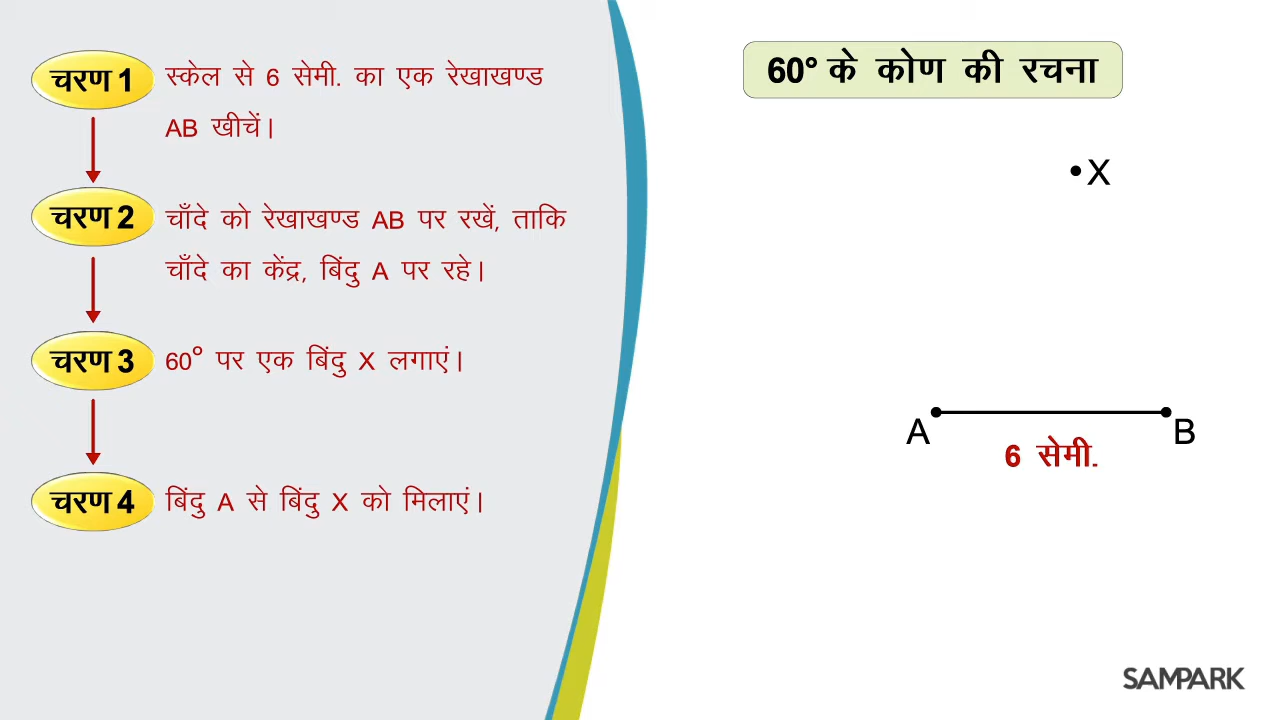 चरण 1
स्केल से 6 सेमी. का एक रेखाखण्ड
AB खीचें।
चरण 2
चाँदे को रेखाखण्ड AB पर रखें, ताकि
चाँदे का केंद्र, बिंदु A पर रहे।
चरण 3
60° पर एक बिंदु X लगाएं।
चरण 4
बिंदु A से बिंदु X को मिलाएं।
60° के कोण की रचना
X
A
B
6 सेमी.
SAMPARK